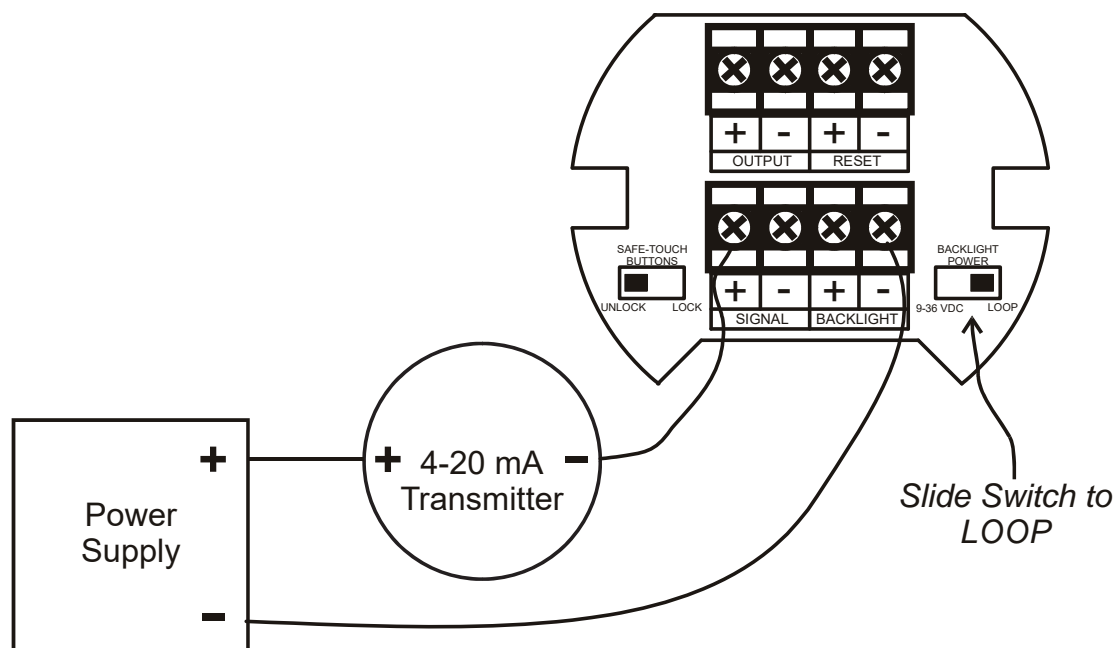 + - + -
OUTPUT RESET
SAFE-TOUCH
BUTTONS
UNLOCK LOCK
+ - + -
SIGNAL BACKLIGHT
BACKLIGHT
POWER
9-36 VDC LOOP
+
Power
Supply
-
+ 4-20 mA -
Transmitter
Slide Switch to
LOOP